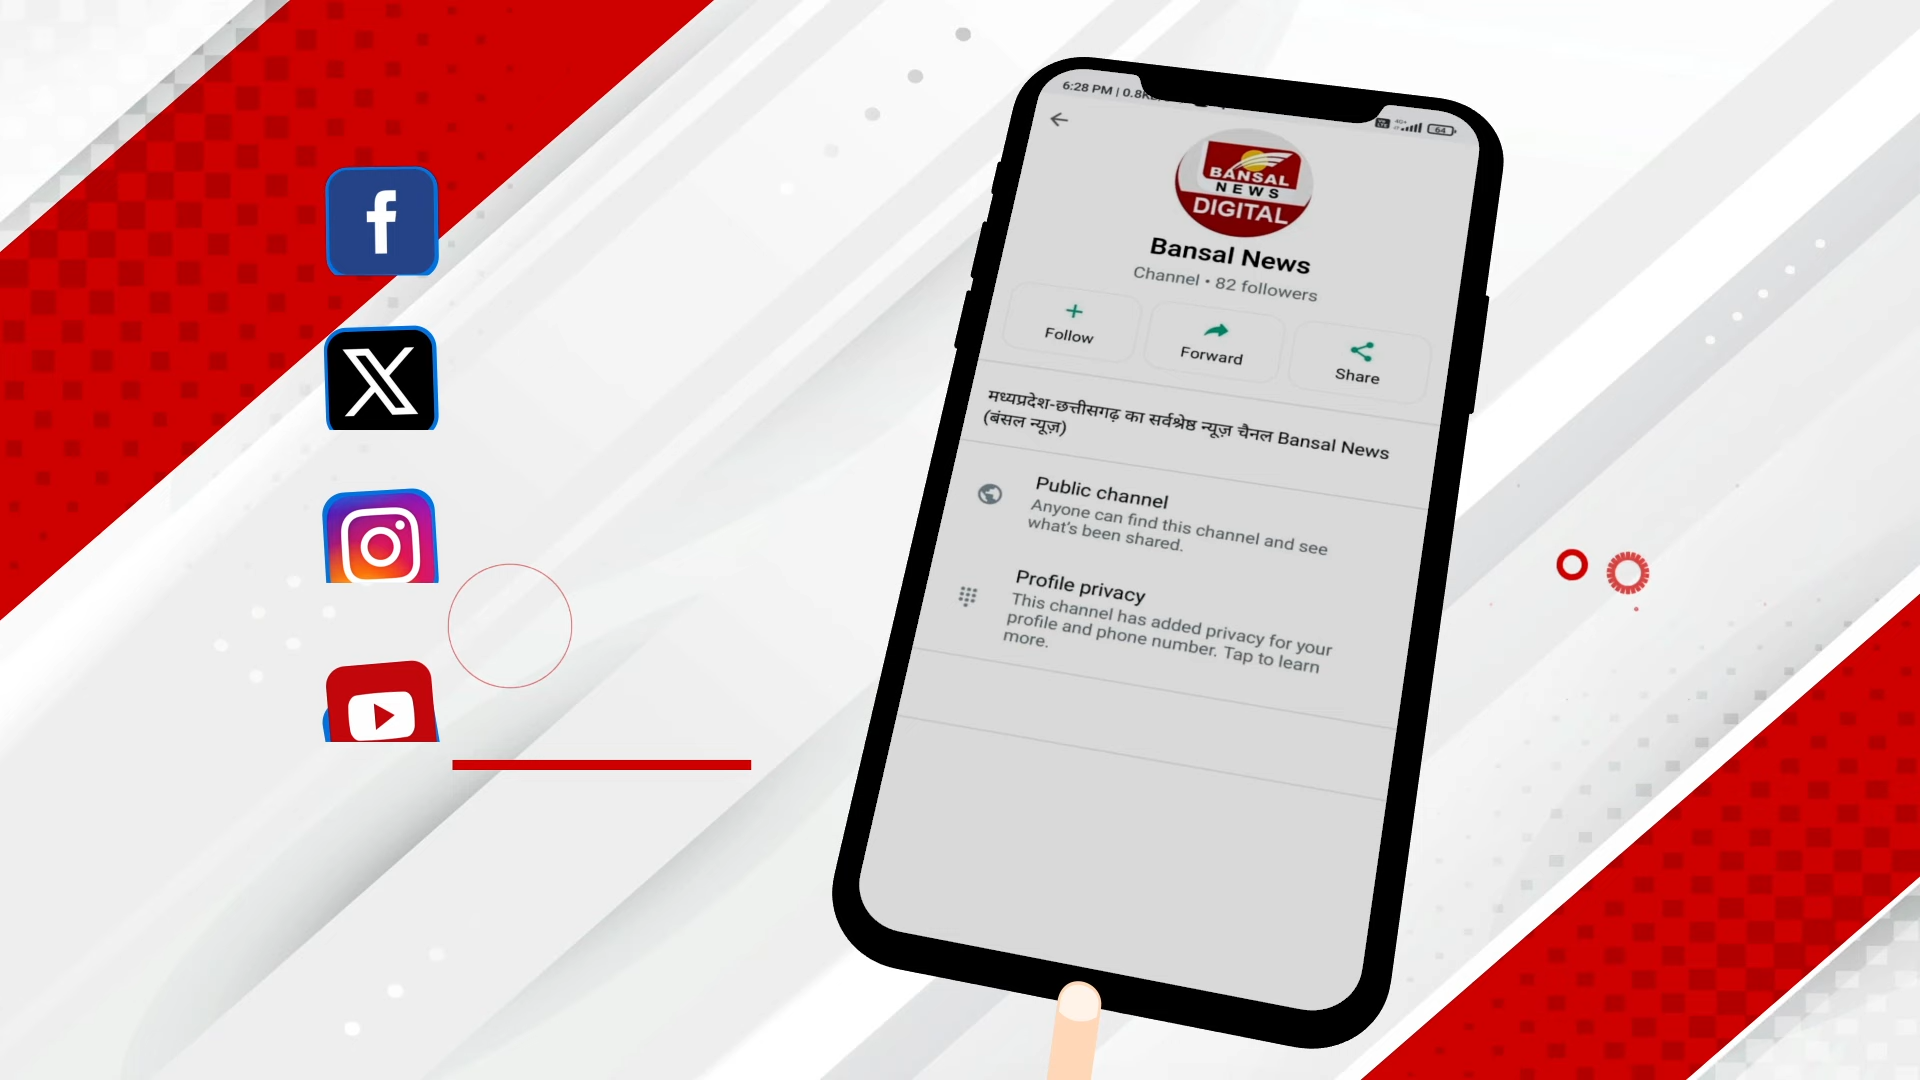 6:28 PM | 0.8K
64
BANSAL
NEWS
DIGITAL
Bansal News
Channel • 82 followers
Follow
Forward
Share
मध्यप्रदेश-छत्तीसगढ़ का सर्वश्रेष्ठ न्यूज़ चैनल Bansal News
(बंसल न्यूज़)
Public channel
Anyone can find this channel and see
what's been shared.
Profile privacy
This channel has added privacy for your
profile and phone number. Tap to learn
more.